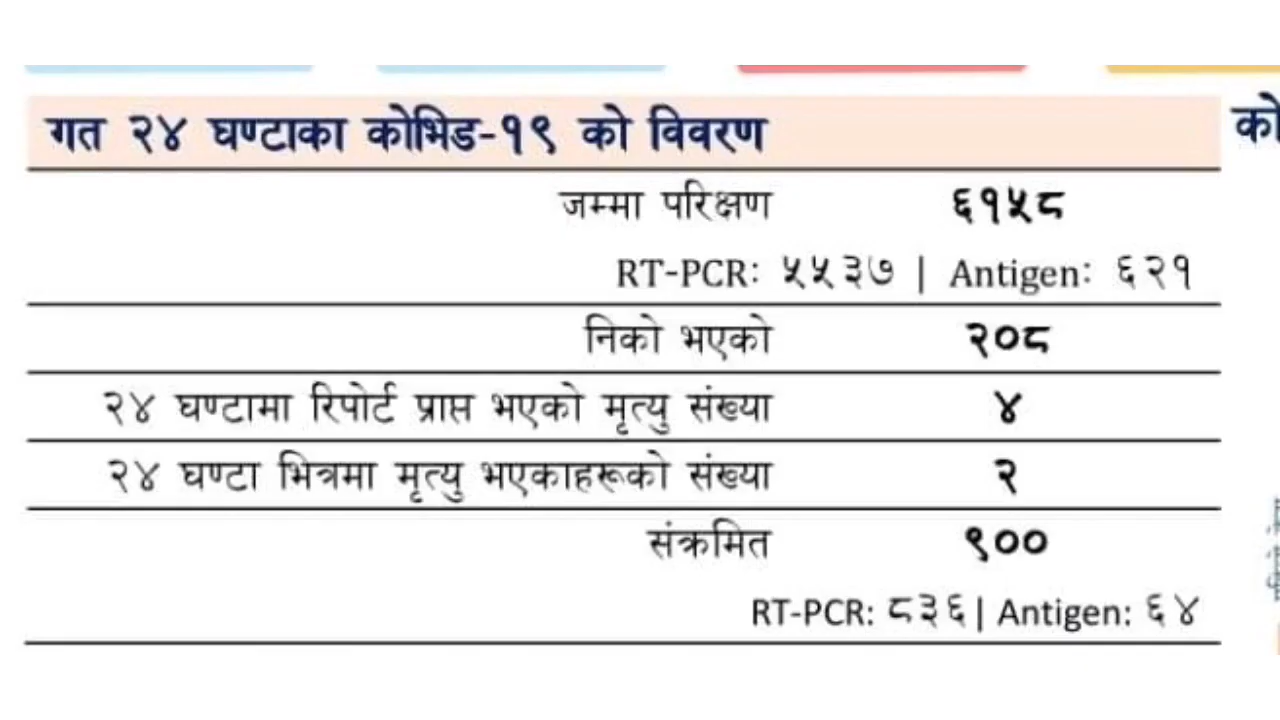 गत २४ घण्टाका कोभिड-१९ को विवरण
को
जम्मा परिक्षण ६१५८
RT-PCR: ५५३७ | Antigen: ६२१
निको भएको २०८
२४ घण्टामा रिपोर्ट प्राप्त भएको मृत्यु संख्या ४
२४ घण्टा भित्रमा मृत्यु भएकाहरूको संख्या २
संक्रमित ९००
RT-PCR: ८३६ | Antigen: ६४